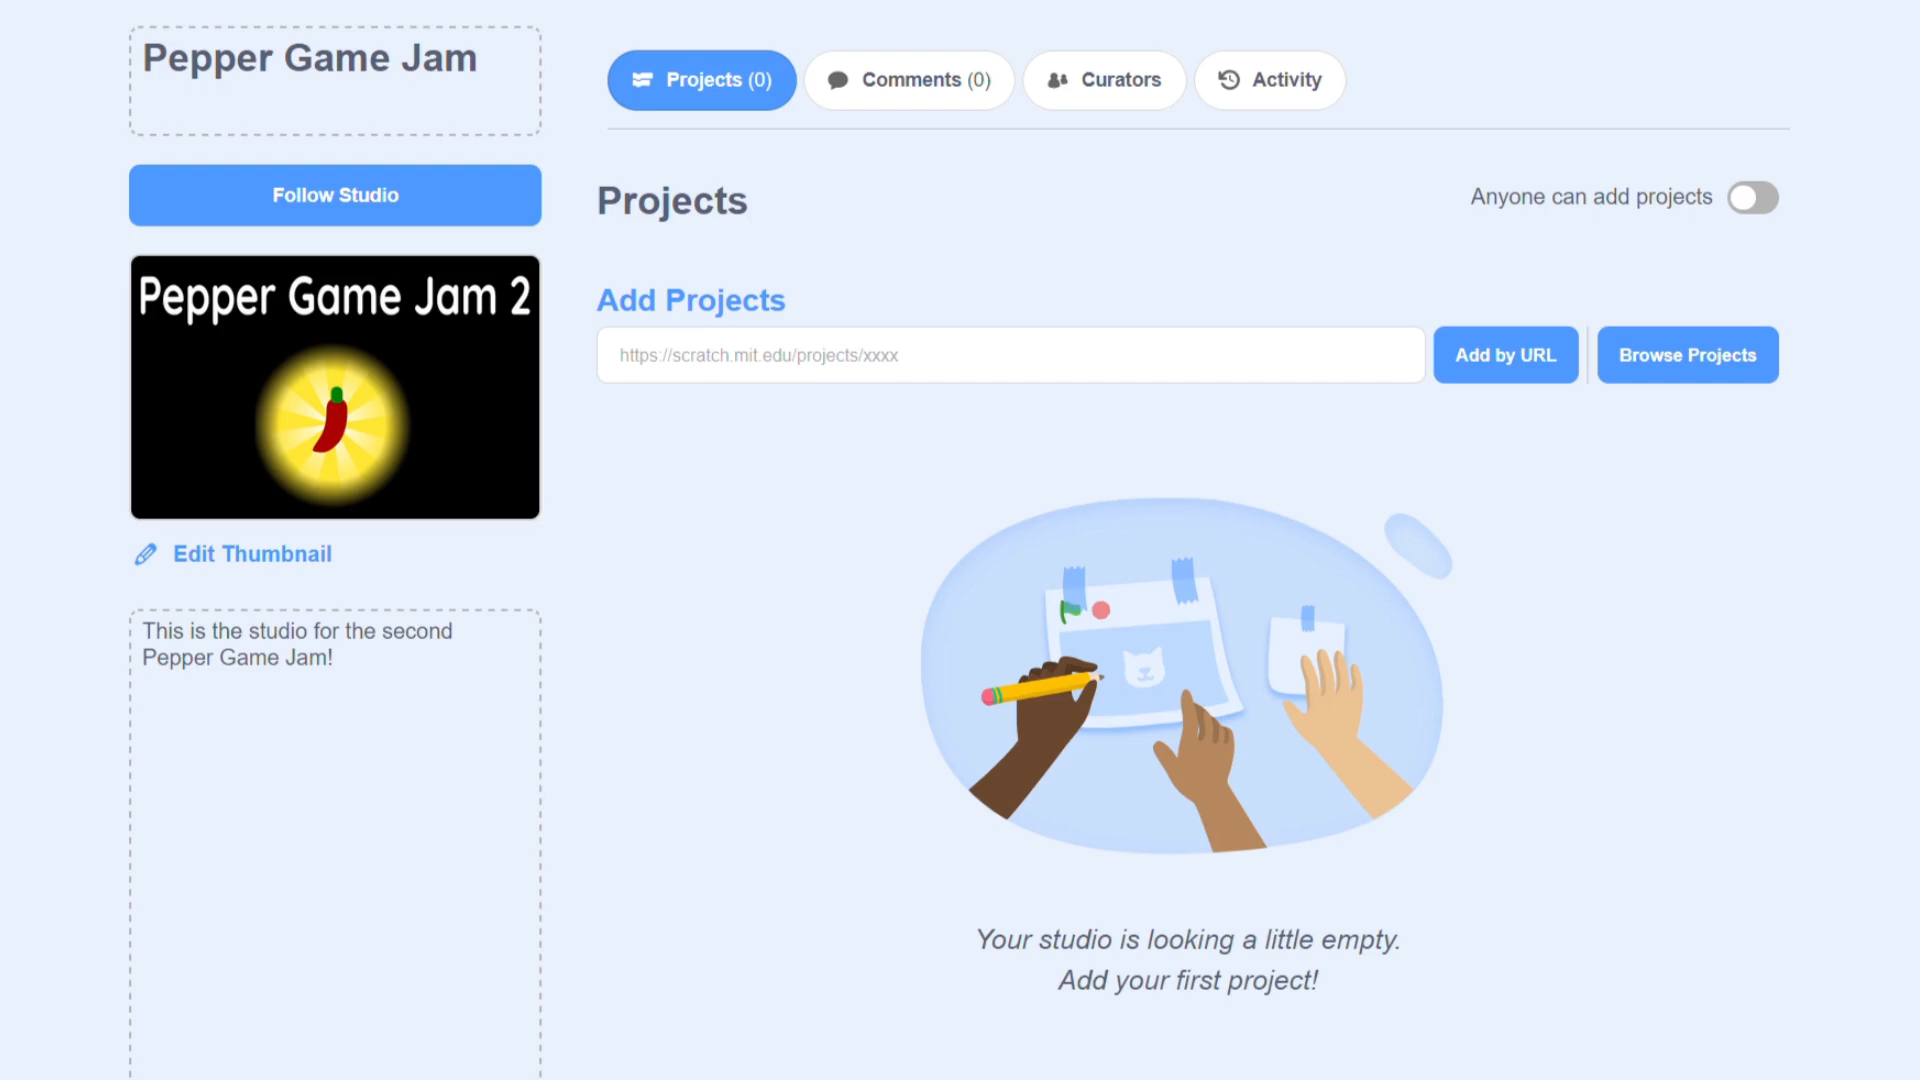 Pepper Game Jam
Follow Studio
Pepper Game Jam 2
Edit Thumbnail
This is the studio for the second
Pepper Game Jam!
Projects (0)
Comments (0)
Curators
Activity
Projects
Anyone can add projects
Add Projects
https://scratch.mit.edu/projects/xxxx
Add by URL
Browse Projects
Your studio is looking a little empty.
Add your first project!